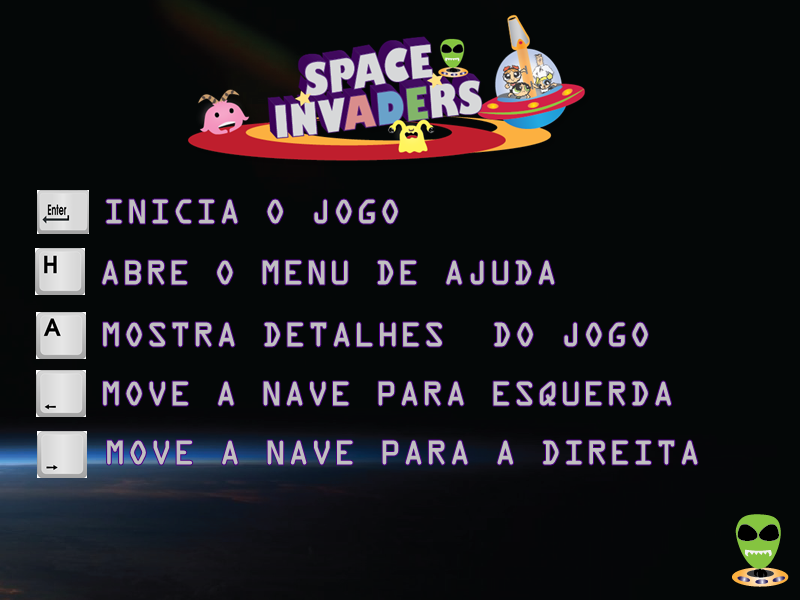 SPACE
INVADERS
Enter INICIA O JOGO
H ABRE O MENU DE AJUDA
A MOSTRA DETALHES DO JOGO
← MOVE A NAVE PARA ESQUERDA
→ MOVE A NAVE PARA A DIREITA